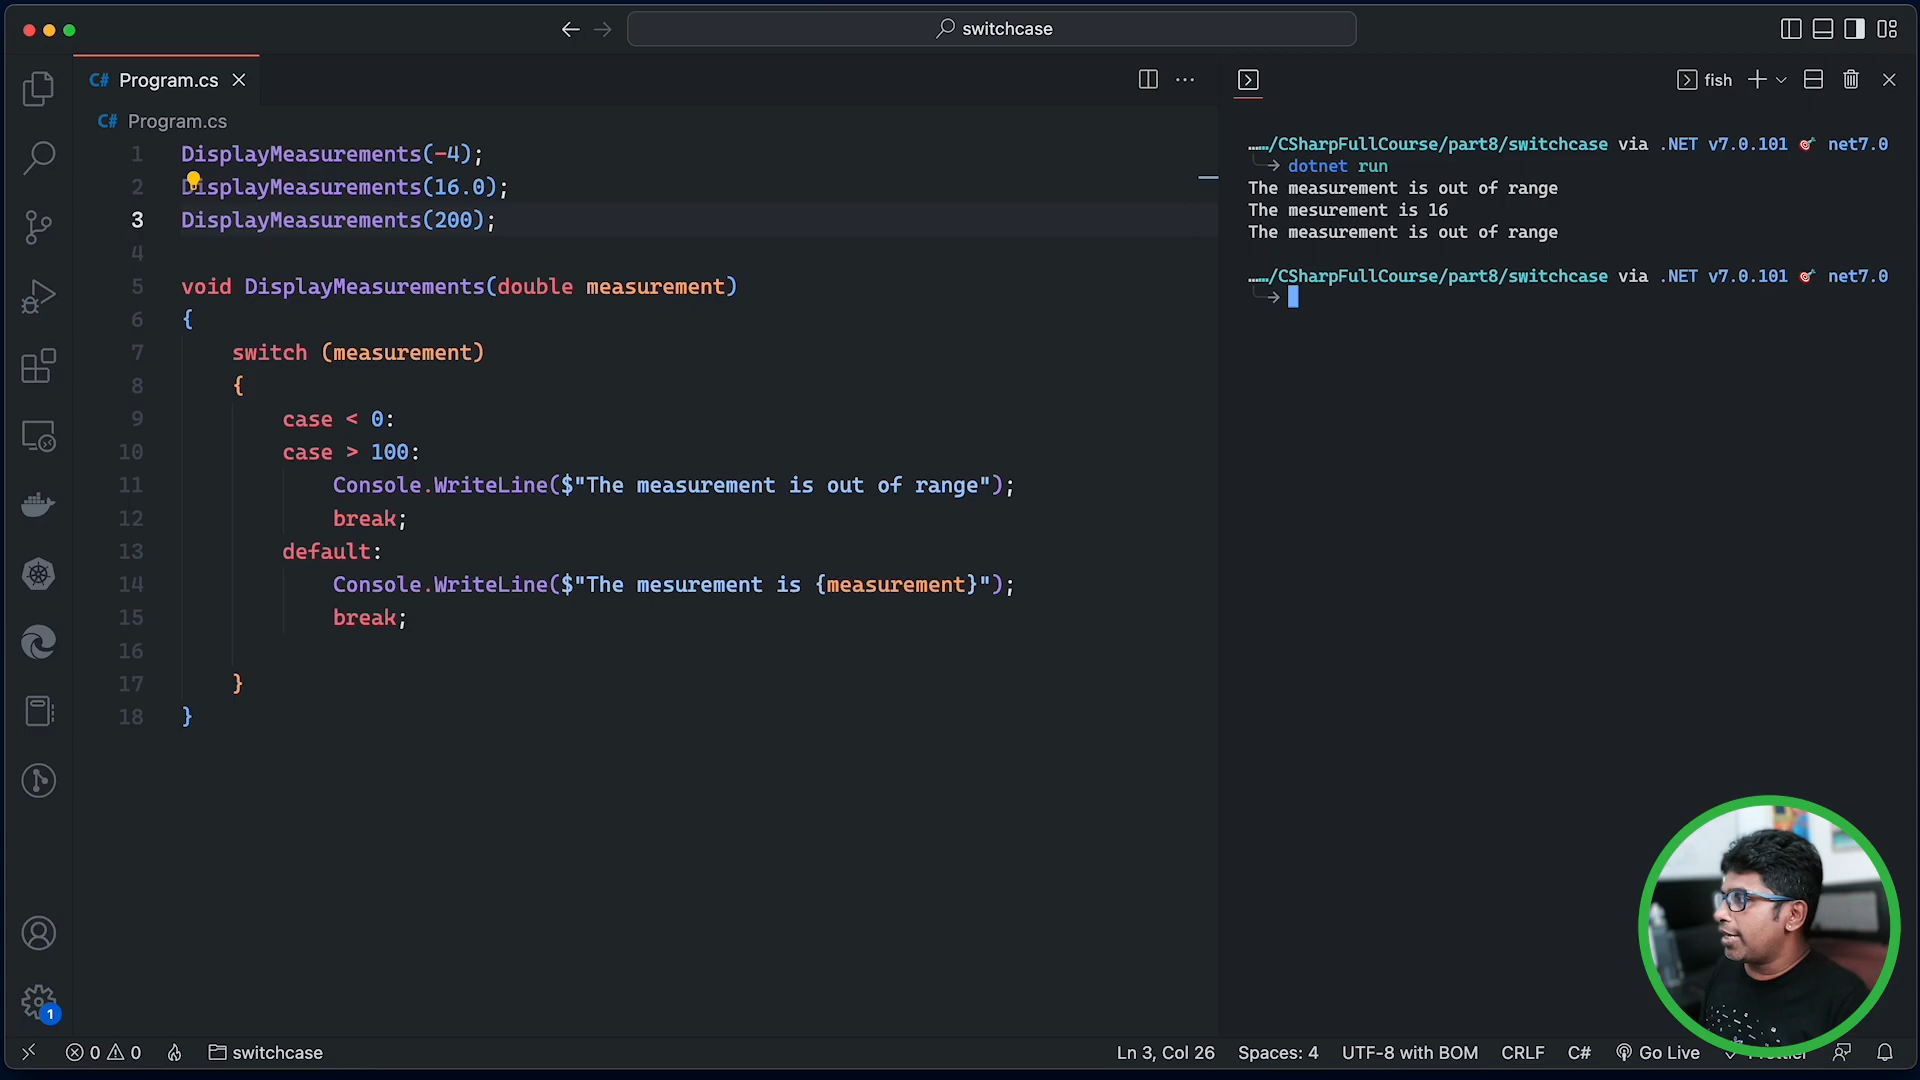 switchcase
C# Program.cs
fish
C# Program.cs
1 DisplayMeasurements(-4);
2 DisplayMeasurements(16.0);
3 DisplayMeasurements(200);
4
5 void DisplayMeasurements(double measurement)
6 {
7 switch (measurement)
8 {
9 case < 0:
10 case > 100:
11 Console.WriteLine($"The measurement is out of range");
12 break;
13 default:
14 Console.WriteLine($"The mesurement is {measurement}");
15 break;
16
17 }
18 }
……/CSharpFullCourse/part8/switchcase via .NET v7.0.101 🎯 net7.0
→ dotnet run
The measurement is out of range
The mesurement is 16
The measurement is out of range
……/CSharpFullCourse/part8/switchcase via .NET v7.0.101 🎯 net7.0
→
1
0 0 switchcase Ln 3, Col 26 Spaces: 4 UTF-8 with BOM CRLF C# Go Live